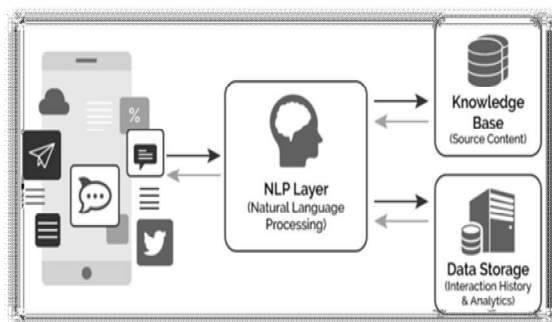 %
NLP Layer
(Natural Language
Processing)
Knowledge
Base
(Source Content)
Data Storage
(Interaction History
& Analytics)